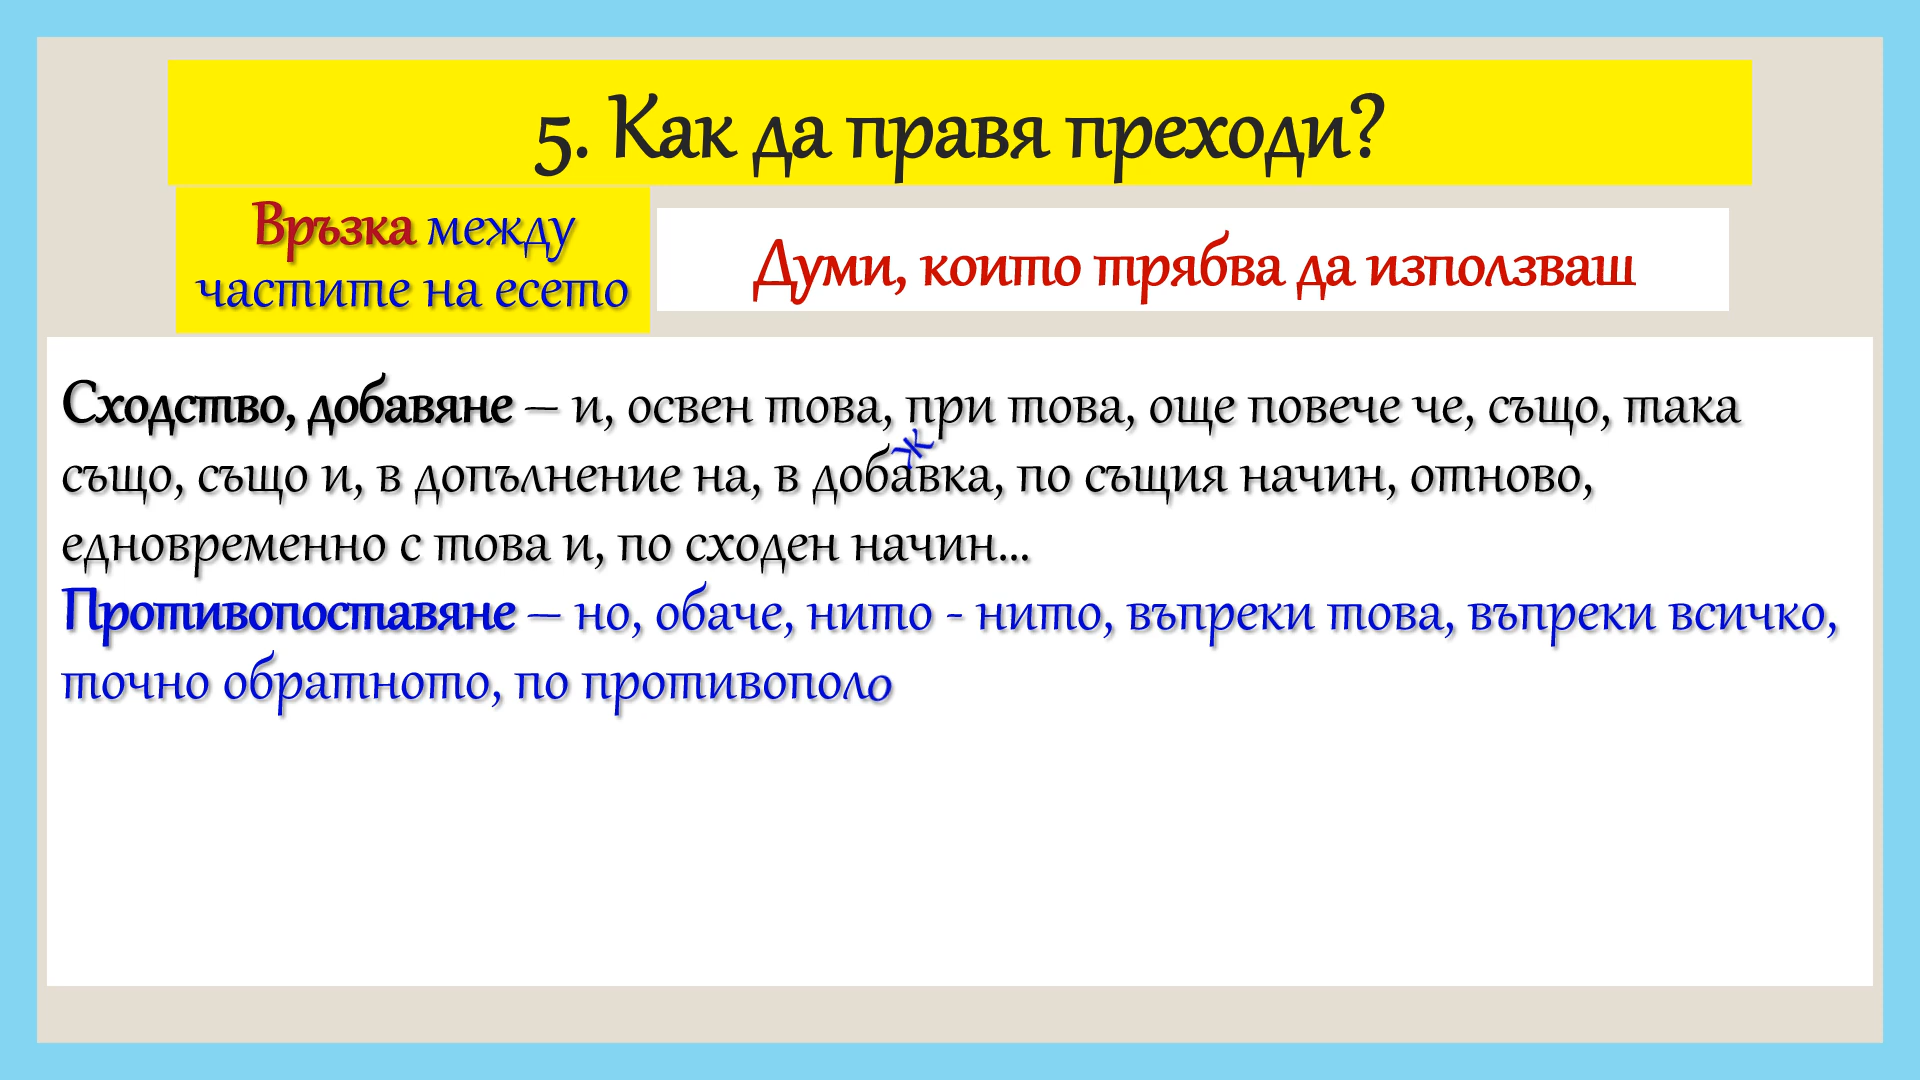 5. Как да правя преходи?
Връзка между
частите на есето
Думи, които трябва да използваш
Сходство, добавяне – и, освен това, при това, още повече че, също, така
също, също и, в допълнение на, в добавка, по същия начин, отново,
едновременно с това и, по сходен начин...
Противопоставяне – но, обаче, нито - нито, въпреки това, въпреки всичко,
точно обратното, по противополо
ж